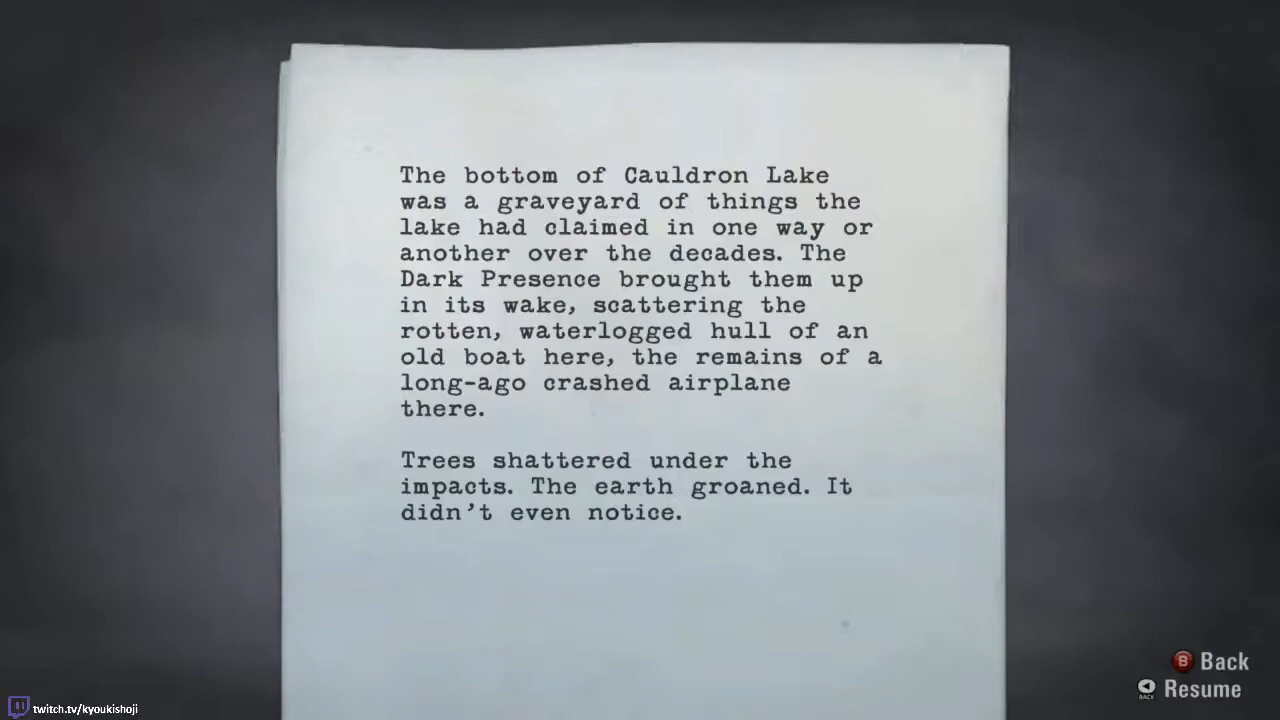 The bottom of Cauldron Lake
was a graveyard of things the
lake had claimed in one way or
another over the decades. The
Dark Presence brought them up
in its wake, scattering the
rotten, waterlogged hull of an
old boat here, the remains of a
long-ago crashed airplane
there.
Trees shattered under the
impacts. The earth groaned. It
didn't even notice.
B Back
BACK Resume
twitch.tv/kyoukishoji